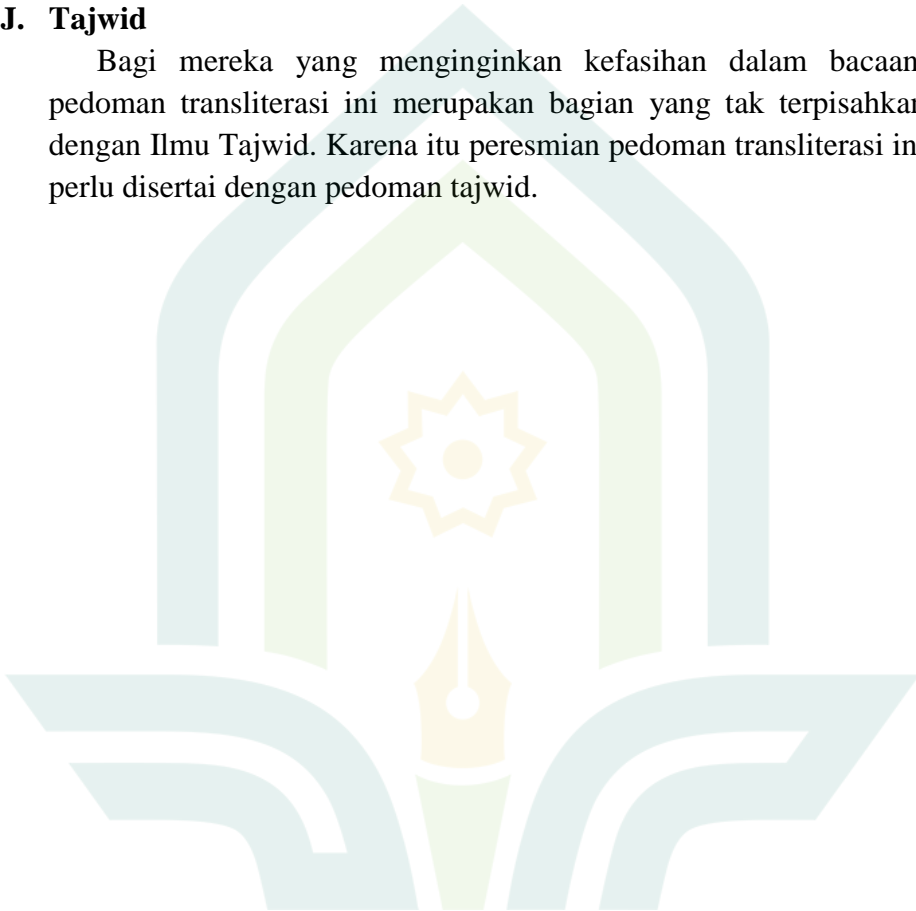 J. Tajwid
Bagi mereka yang menginginkan kefasihan dalam bacaan
pedoman transliterasi ini merupakan bagian yang tak terpisahkan
dengan Ilmu Tajwid. Karena itu peresmian pedoman transliterasi in
perlu disertai dengan pedoman tajwid.